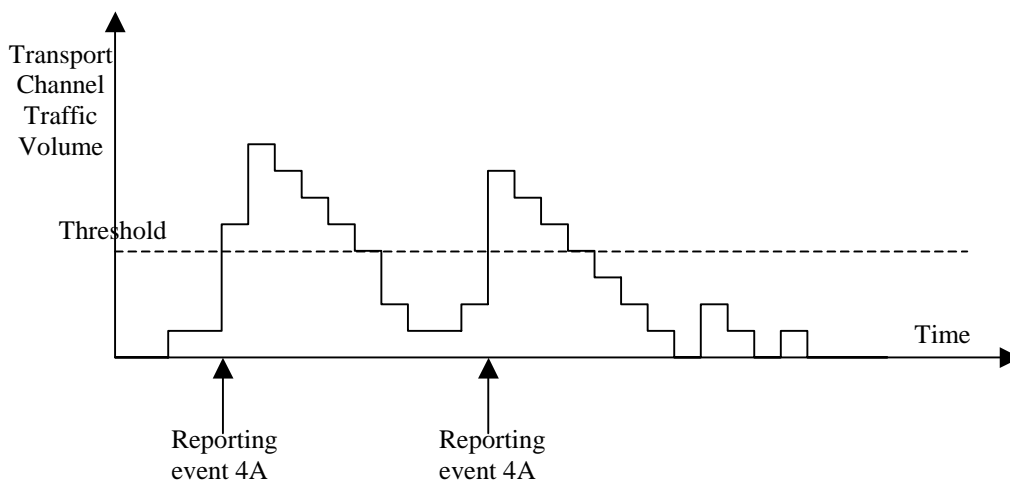 Transport
Channel
Traffic
Volume
Threshold
Time
Reporting
event 4A
Reporting
event 4A